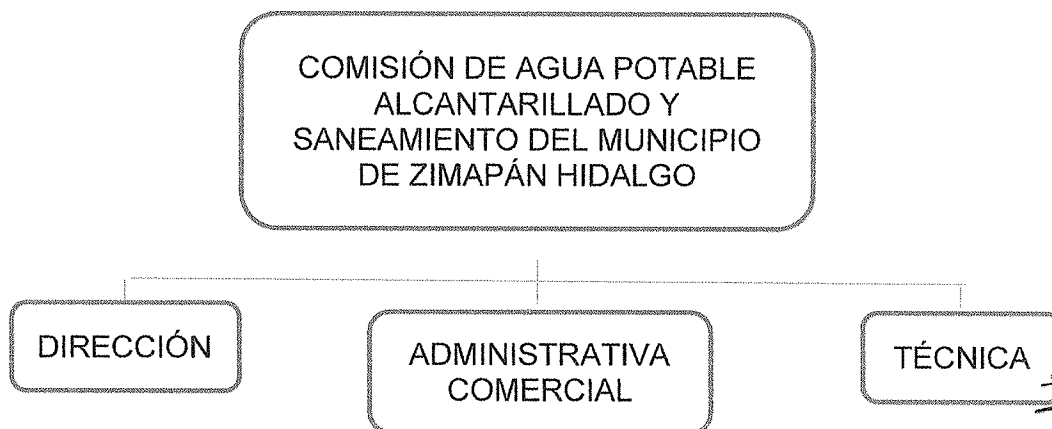 COMISIÓN DE AGUA POTABLE
ALCANTARILLADO Y
SANEAMIENTO DEL MUNICIPIO
DE ZIMAPÁN HIDALGO
DIRECCIÓN
ADMINISTRATIVA
COMERCIAL
TÉCNICA